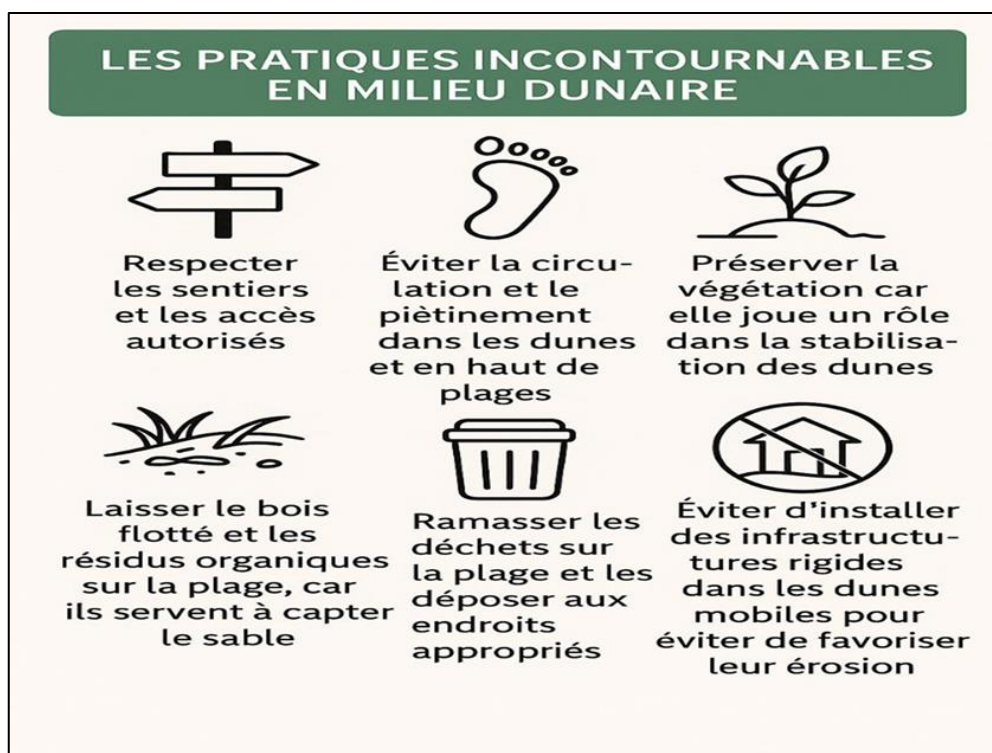 LES PRATIQUES INCONTOURNABLES
EN MILIEU DUNAIRE
Respecter
les sentiers
et les accès
autorisés
Éviter la circu-
lation et le
piètinement
dans les dunes
et en haut de
plages
Préserver la
végétation car
elle joue un rôle
dans la stabilisa-
tion des dunes
Laisser le bois
flotté et les
résidus organiques
sur la plage, car
ils servent à capter
le sable
Ramasser les
déchets sur
la plage et les
déposer aux
endroits
appropriés
Éviter d'installer
des infrastructu-
tures rigides
dans les dunes
mobiles pour
éviter de favoriser
leur érosion